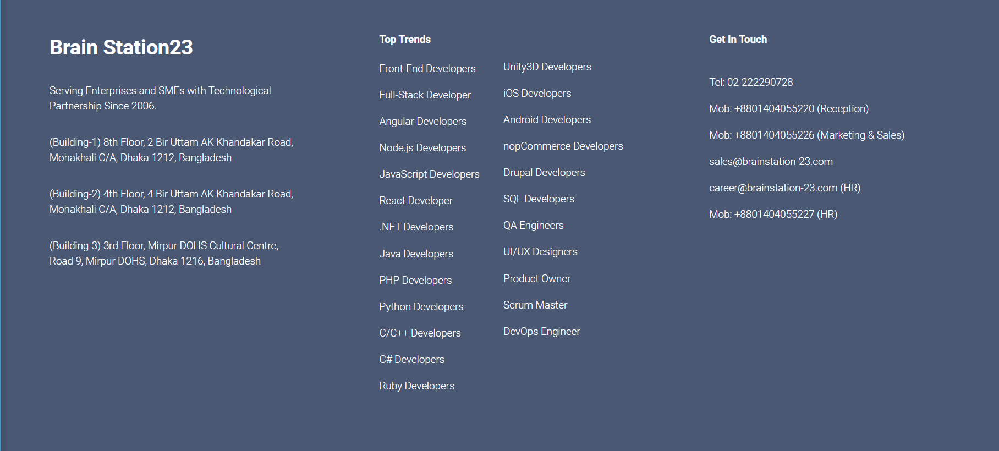 Brain Station23
Serving Enterprises and SMEs with Technological
Partnership Since 2006.
(Building-1) 8th Floor, 2 Bir Uttam AK Khandakar Road,
Mohakhali C/A, Dhaka 1212, Bangladesh
(Building-2) 4th Floor, 4 Bir Uttam AK Khandakar Road,
Mohakhali C/A, Dhaka 1212, Bangladesh
(Building-3) 3rd Floor, Mirpur DOHS Cultural Centre,
Road 9, Mirpur DOHS, Dhaka 1216, Bangladesh
Top Trends
Front-End Developers
Full-Stack Developer
Angular Developers
Node.js Developers
JavaScript Developers
React Developer
.NET Developers
Java Developers
PHP Developers
Python Developers
C/C++ Developers
C# Developers
Ruby Developers
Unity3D Developers
iOS Developers
Android Developers
nopCommerce Developers
Drupal Developers
SQL Developers
QA Engineers
UI/UX Designers
Product Owner
Scrum Master
DevOps Engineer
Get In Touch
Tel: 02-222290728
Mob: +8801404055220 (Reception)
Mob: +8801404055226 (Marketing & Sales)
sales@brainstation-23.com
career@brainstation-23.com (HR)
Mob: +8801404055227 (HR)